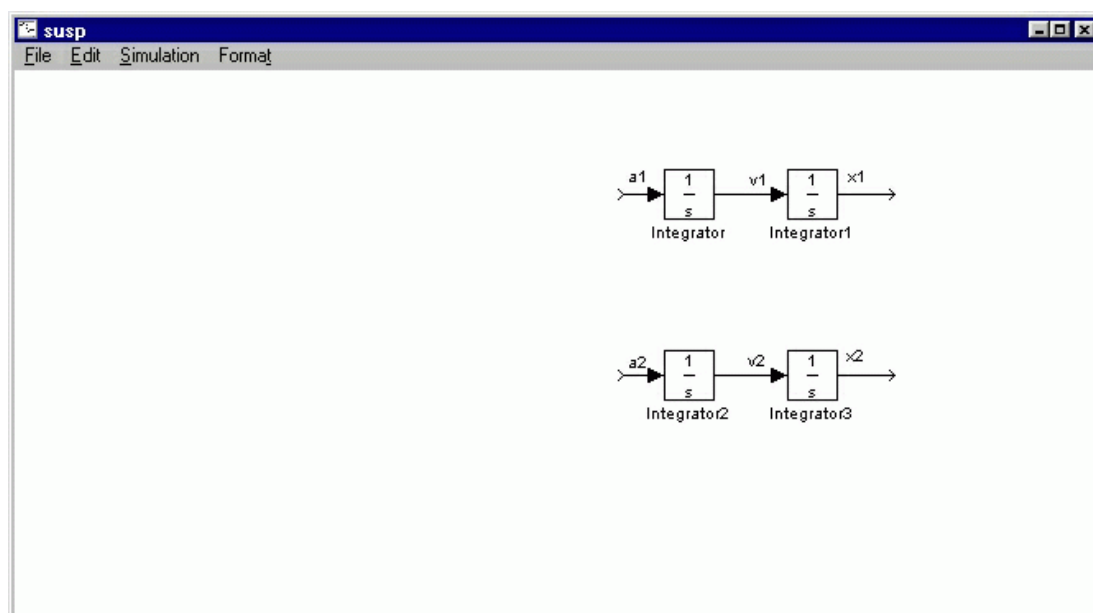 susp
File Edit Simulation Format
a1 1 s v1 1 s x1
Integrator Integrator1
a2 1 s v2 1 s x2
Integrator2 Integrator3